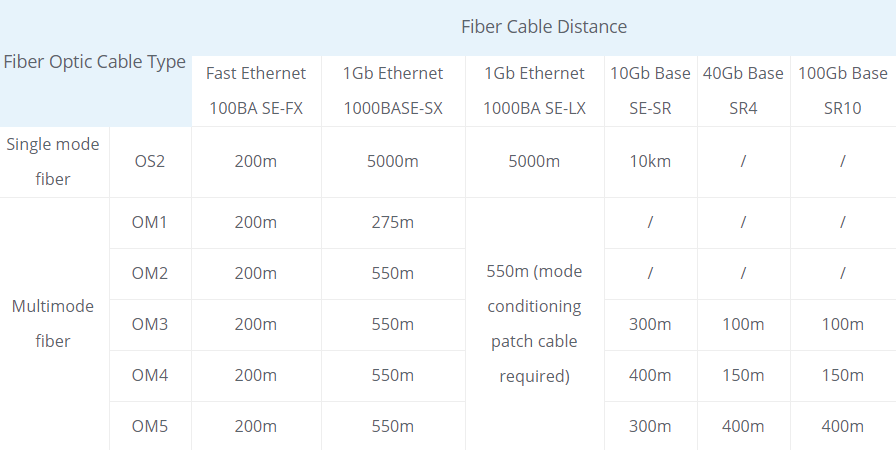 Fiber Cable Distance
Fiber Optic Cable Type
Fast Ethernet 1Gb Ethernet 1Gb Ethernet 10Gb Base 40Gb Base 100Gb Base
100BA SE-FX 1000BASE-SX 1000BA SE-LX SE-SR SR4 SR10
Single mode
fiber
OS2 200m 5000m 5000m 10km / /
Multimode
fiber
OM1 200m 275m / / /
OM2 200m 550m / / /
550m (mode
conditioning
patch cable
required)
OM3 200m 550m 300m 100m 100m
OM4 200m 550m 400m 150m 150m
OM5 200m 550m 300m 400m 400m